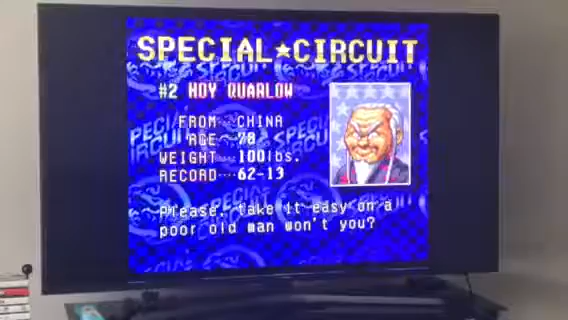 SPECIAL★CIRCUIT
#2 HOY QUARLOW
FROM···CHINA
AGE···78
WEIGHT···100lbs.
RECORD···62-13
Please, take it easy on a
poor old man won't you?